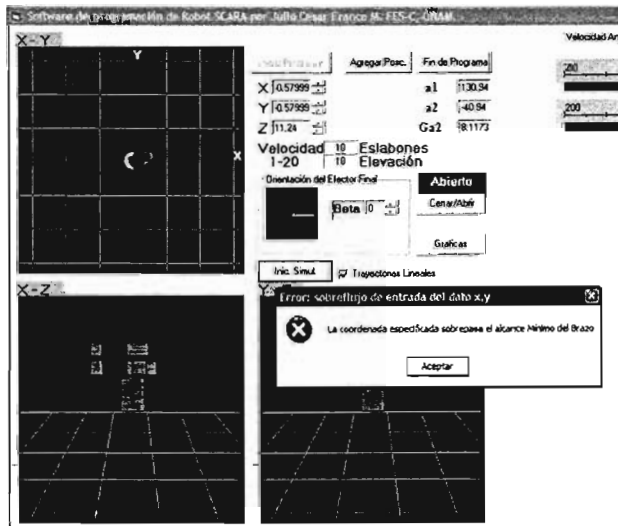 Software de programación de Robot SCARA por Julio Cesar Franco M. FES-C, UNAM
X-Y
Y
X
Agregar Posc.
Fin de Programa
Velocidad An
X -0.57999
a1 130.94
200
Y -0.57999
a2 -40.94
Z 11.24
Ga2 8.1173
200
Velocidad 10 Eslabones
1-20 10 Elevación
Orientación del Efector Final
Beta 0
Abierto
Cerrar/Abrir
Graficas
Inic. Simul
Trayectorias Lineales
X-Z
Error: sobreflujo de entrada del dato x,y
La coordenada especificada sobrepasa el alcance Minimo del Brazo
Aceptar